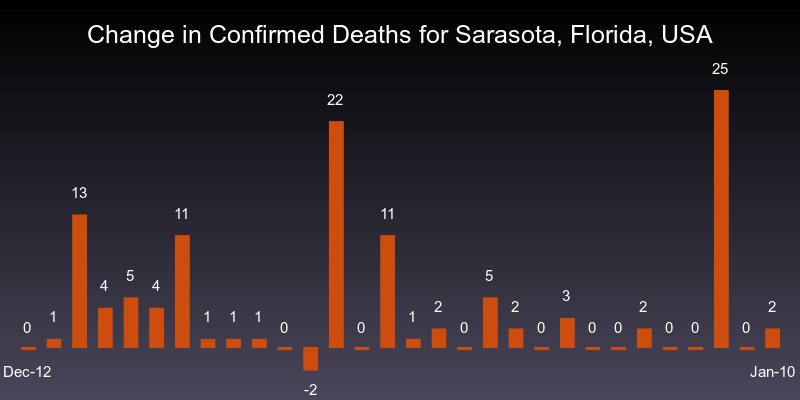 Change in Confirmed Deaths for Sarasota, Florida, USA
0 1 13 4 5 4 11 1 1 1 0 -2 22 0 11 1 2 0 5 2 0 3 0 0 2 0 0 25 0 2
Dec-12 Jan-10